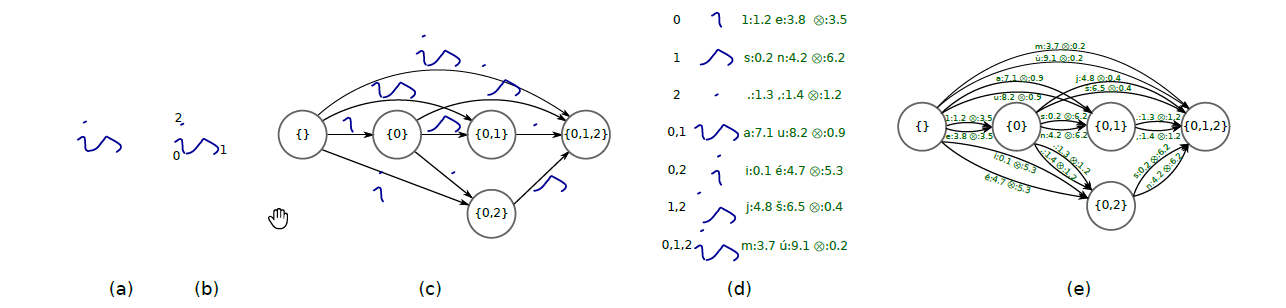 2
0 1
{} {0} {0,1} {0,1,2}
{0,2}
0 1:1.2 e:3.8 ⊗:3.5
1 s:0.2 n:4.2 ⊗:6.2
2 .:1.3 ,:1.4 ⊗:1.2
0,1 a:7.1 u:8.2 ⊗:0.9
0,2 i:0.1 é:4.7 ⊗:5.3
1,2 j:4.8 š:6.5 ⊗:0.4
0,1,2 m:3.7 ú:9.1 ⊗:0.2
m:3.7 ⊗:0.2
ú:9.1 ⊗:0.2
a:7.1 ⊗:0.9 j:4.8 ⊗:0.4
š:6.5 ⊗:0.4
u:8.2 ⊗:0.9
1:1.2 ⊗:3.5 s:0.2 ⊗:6.2 .:1.3 ⊗:1.2
{} {0} {0,1} {0,1,2}
e:3.8 ⊗:3.5 n:4.2 ⊗:6.2 ,:1.4 ⊗:1.2
.:1.3 ⊗:1.2
,:1.4 ⊗:1.2
i:0.1 ⊗:5.3
é:4.7 ⊗:5.3
s:0.2 ⊗:6.2
n:4.2 ⊗:6.2
{0,2}
(a) (b) (c) (d) (e)